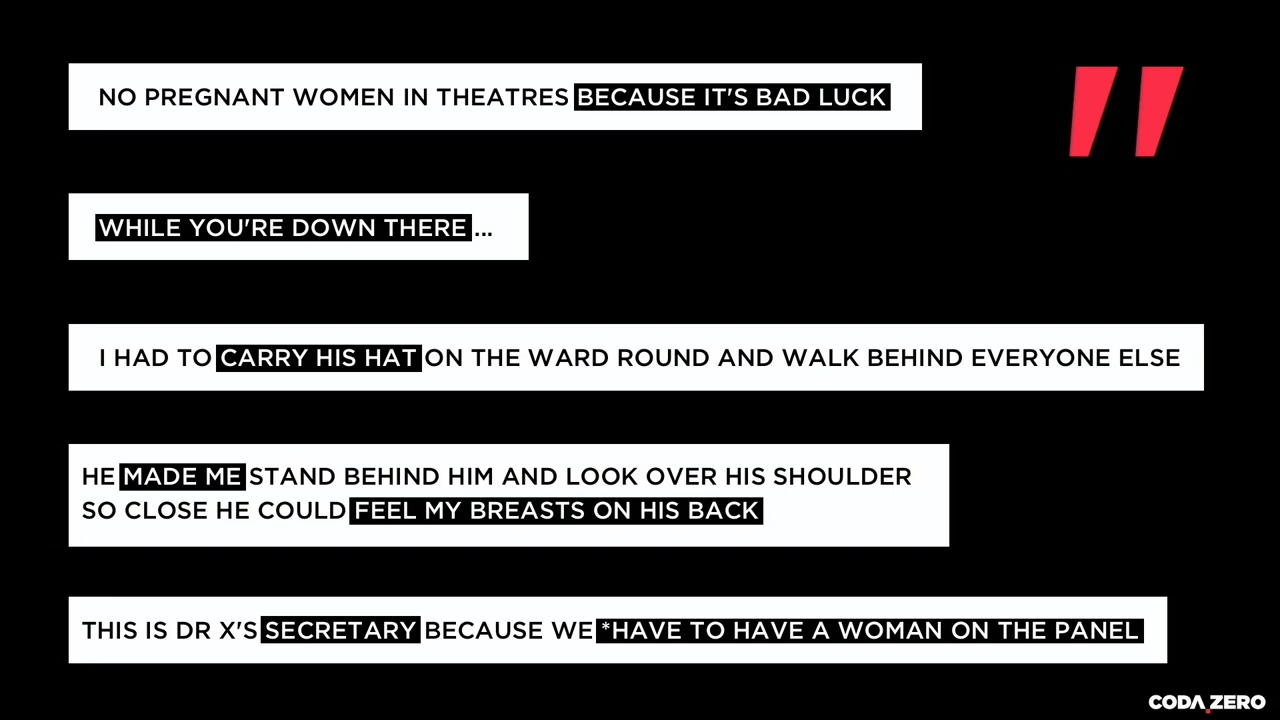 NO PREGNANT WOMEN IN THEATRES BECAUSE IT'S BAD LUCK
"
WHILE YOU'RE DOWN THERE...
I HAD TO CARRY HIS HAT ON THE WARD ROUND AND WALK BEHIND EVERYONE ELSE
HE MADE ME STAND BEHIND HIM AND LOOK OVER HIS SHOULDER
SO CLOSE HE COULD FEEL MY BREASTS ON HIS BACK
THIS IS DR X'S SECRETARY BECAUSE WE *HAVE TO HAVE A WOMAN ON THE PANEL
CODA ZERO